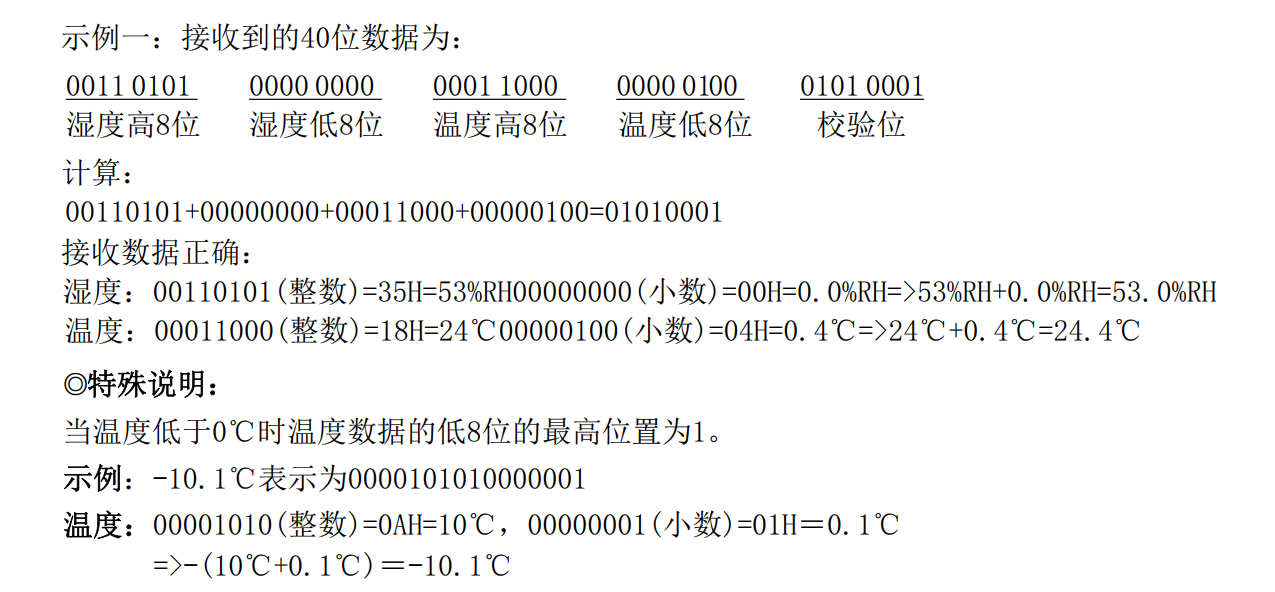 示例一：接收到的40位数据为：
0011 0101 0000 0000 0001 1000 0000 0100 0101 0001
湿度高8位 湿度低8位 温度高8位 温度低8位 校验位
计算：
00110101+00000000+00011000+00000100=01010001
接收数据正确：
湿度：00110101(整数)=35H=53%RH00000000(小数)=00H=0.0%RH=>53%RH+0.0%RH=53.0%RH
温度：00011000(整数)=18H=24℃00000100(小数)=04H=0.4℃=>24℃+0.4℃=24.4℃
◎特殊说明：
当温度低于0℃时温度数据的低8位的最高位置为1。
示例：-10.1℃表示为0000101010000001
温度：00001010(整数)=0AH=10℃，00000001(小数)=01H＝0.1℃
=>-(10℃+0.1℃)＝-10.1℃